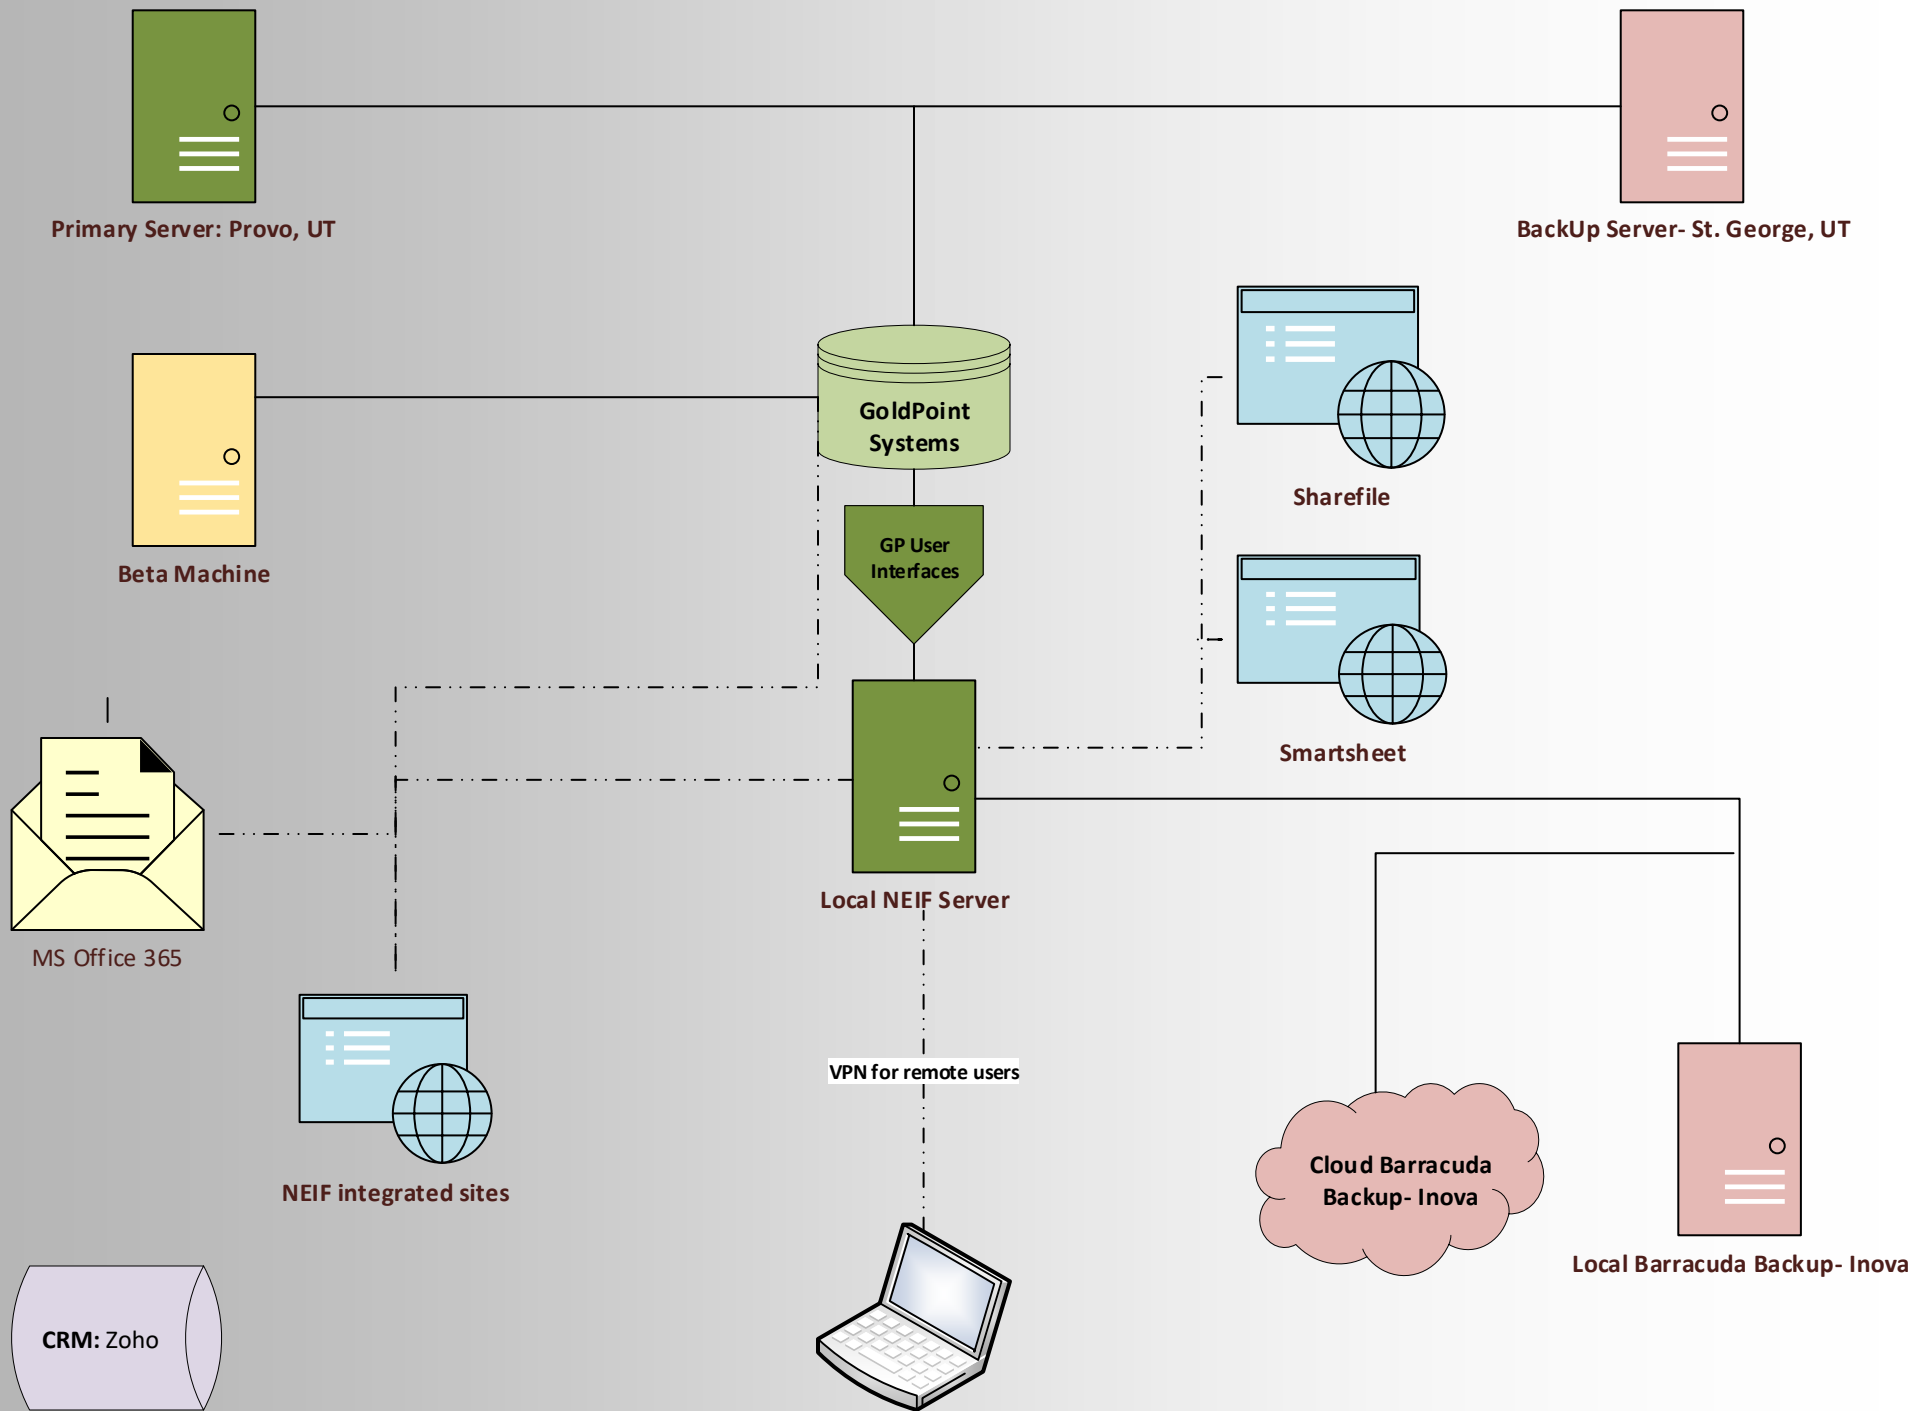 Primary Server: Provo, UT
BackUp Server- St. George, UT
GoldPoint
Systems
Sharefile
GP User
Interfaces
Beta Machine
Smartsheet
Local NEIF Server
MS Office 365
VPN for remote users
Cloud Barracuda
Backup- Inova
NEIF integrated sites
Local Barracuda Backup- Inova
CRM: Zoho